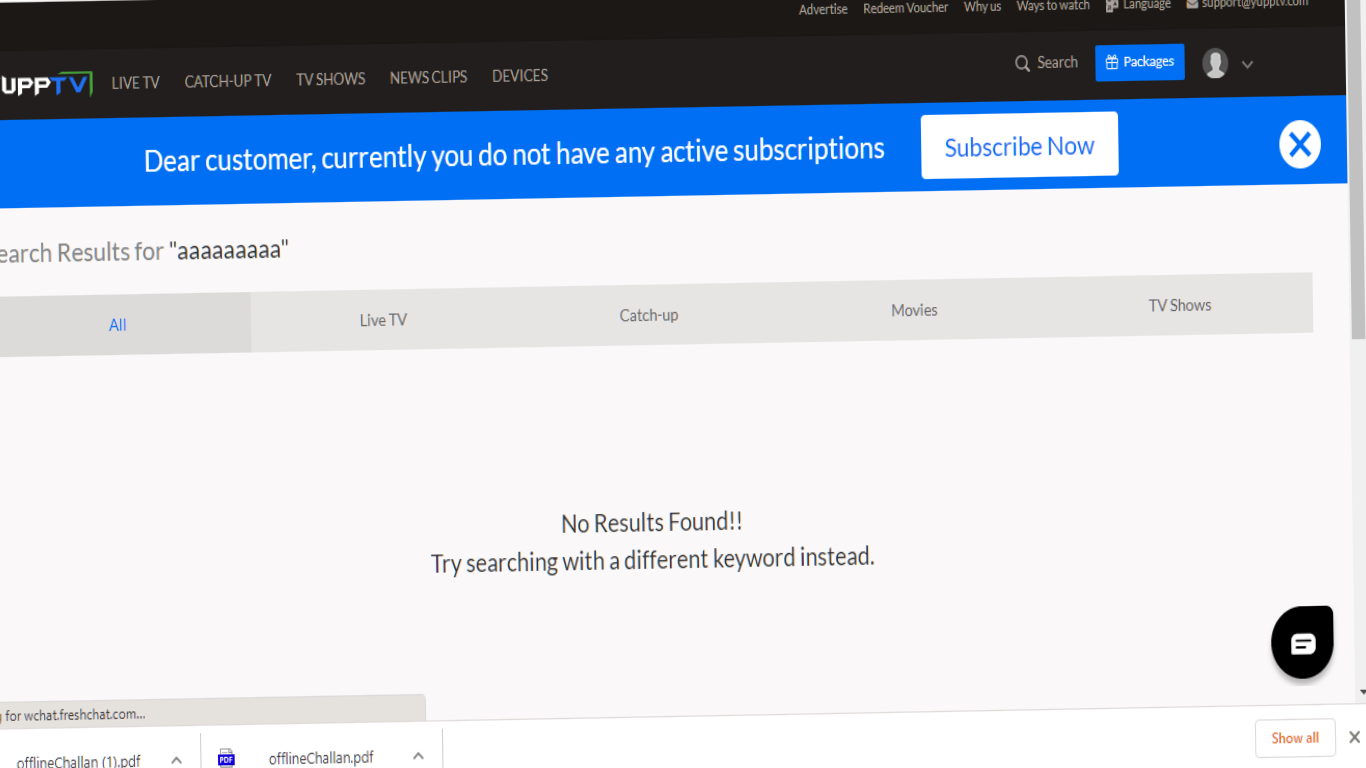 Advertise Redeem Voucher Why us Ways to watch Language support@yupptv.com
UPPTV LIVE TV CATCH-UP TV TV SHOWS NEWS CLIPS DEVICES Search Packages
Dear customer, currently you do not have any active subscriptions Subscribe Now
earch Results for "aaaaaaaaa"
All Live TV Catch-up Movies TV Shows
No Results Found!!
Try searching with a different keyword instead.
g for wchat.freshchat.com...
offlineChallan (1).pdf PDF offlineChallan.pdf Show all